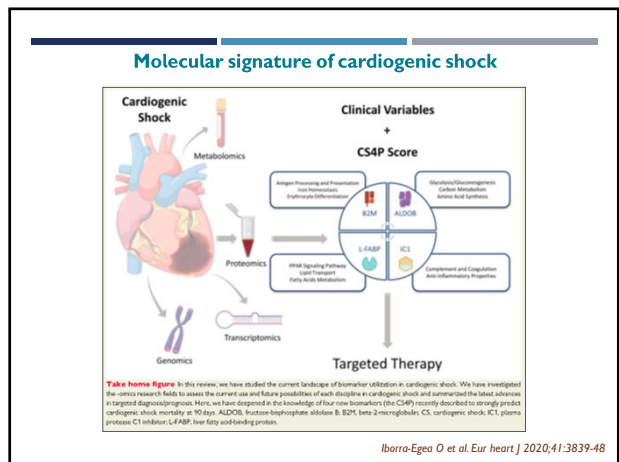 Molecular signature of cardiogenic shock
Cardiogenic
Shock
Metabolomics
Proteomics
Transcriptomics
Genomics
Clinical Variables
+
CS4P Score
Antigen Processing and Presentation
Iron Homeostasis
Erythrocyte Differentiation
Glycolysis/Gluconeogenesis
Carbon Metabolism
Amino Acid Synthesis
B2M
ALDOB
L-FABP
IC1
PPAR Signaling Pathway
Lipid Transport
Fatty Acids Metabolism
Complement and Coagulation
Anti-Inflammatory Properties
Targeted Therapy
Take home figure In this review, we have studied the current landscape of biomarker utilization in cardiogenic shock. We have investigated
the -omics research fields to assess the current use and future possibilities of each discipline in cardiogenic shock and summarized the latest advances
in targeted diagnosis/prognosis. Here, we have deepened in the knowledge of four new biomarkers (the CS4P) recently described to strongly predict
cardiogenic shock mortality at 90 days. ALDOB, fructose-bisphosphate aldolase B; B2M, beta-2-microglobulin; CS, cardiogenic shock; IC1, plasma
protease C1 inhibitor; L-FABP, liver fatty acid-binding protein.
Iborra-Egea O et al. Eur heart J 2020;41:3839-48